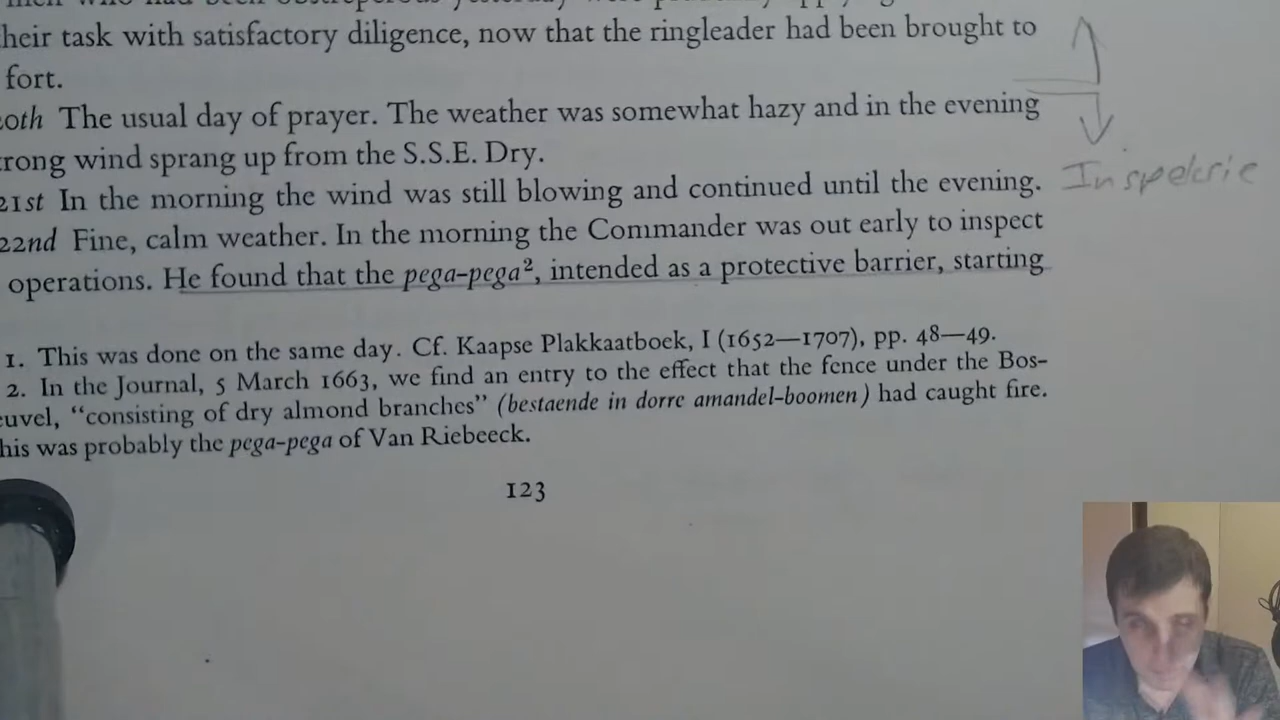 heir task with satisfactory diligence, now that the ringleader had been brought to
fort.
oth The usual day of prayer. The weather was somewhat hazy and in the evening
rong wind sprang up from the S.S.E. Dry.
21st In the morning the wind was still blowing and continued until the evening.
Inspeksie
22nd Fine, calm weather. In the morning the Commander was out early to inspect
operations. He found that the pega-pega², intended as a protective barrier, starting
1. This was done on the same day. Cf. Kaapse Plakkaatboek, I (1652—1707), pp. 48—49.
2. In the Journal, 5 March 1663, we find an entry to the effect that the fence under the Bos-
euvel, “consisting of dry almond branches” (bestaende in dorre amandel-boomen) had caught fire.
his was probably the pega-pega of Van Riebeeck.
123